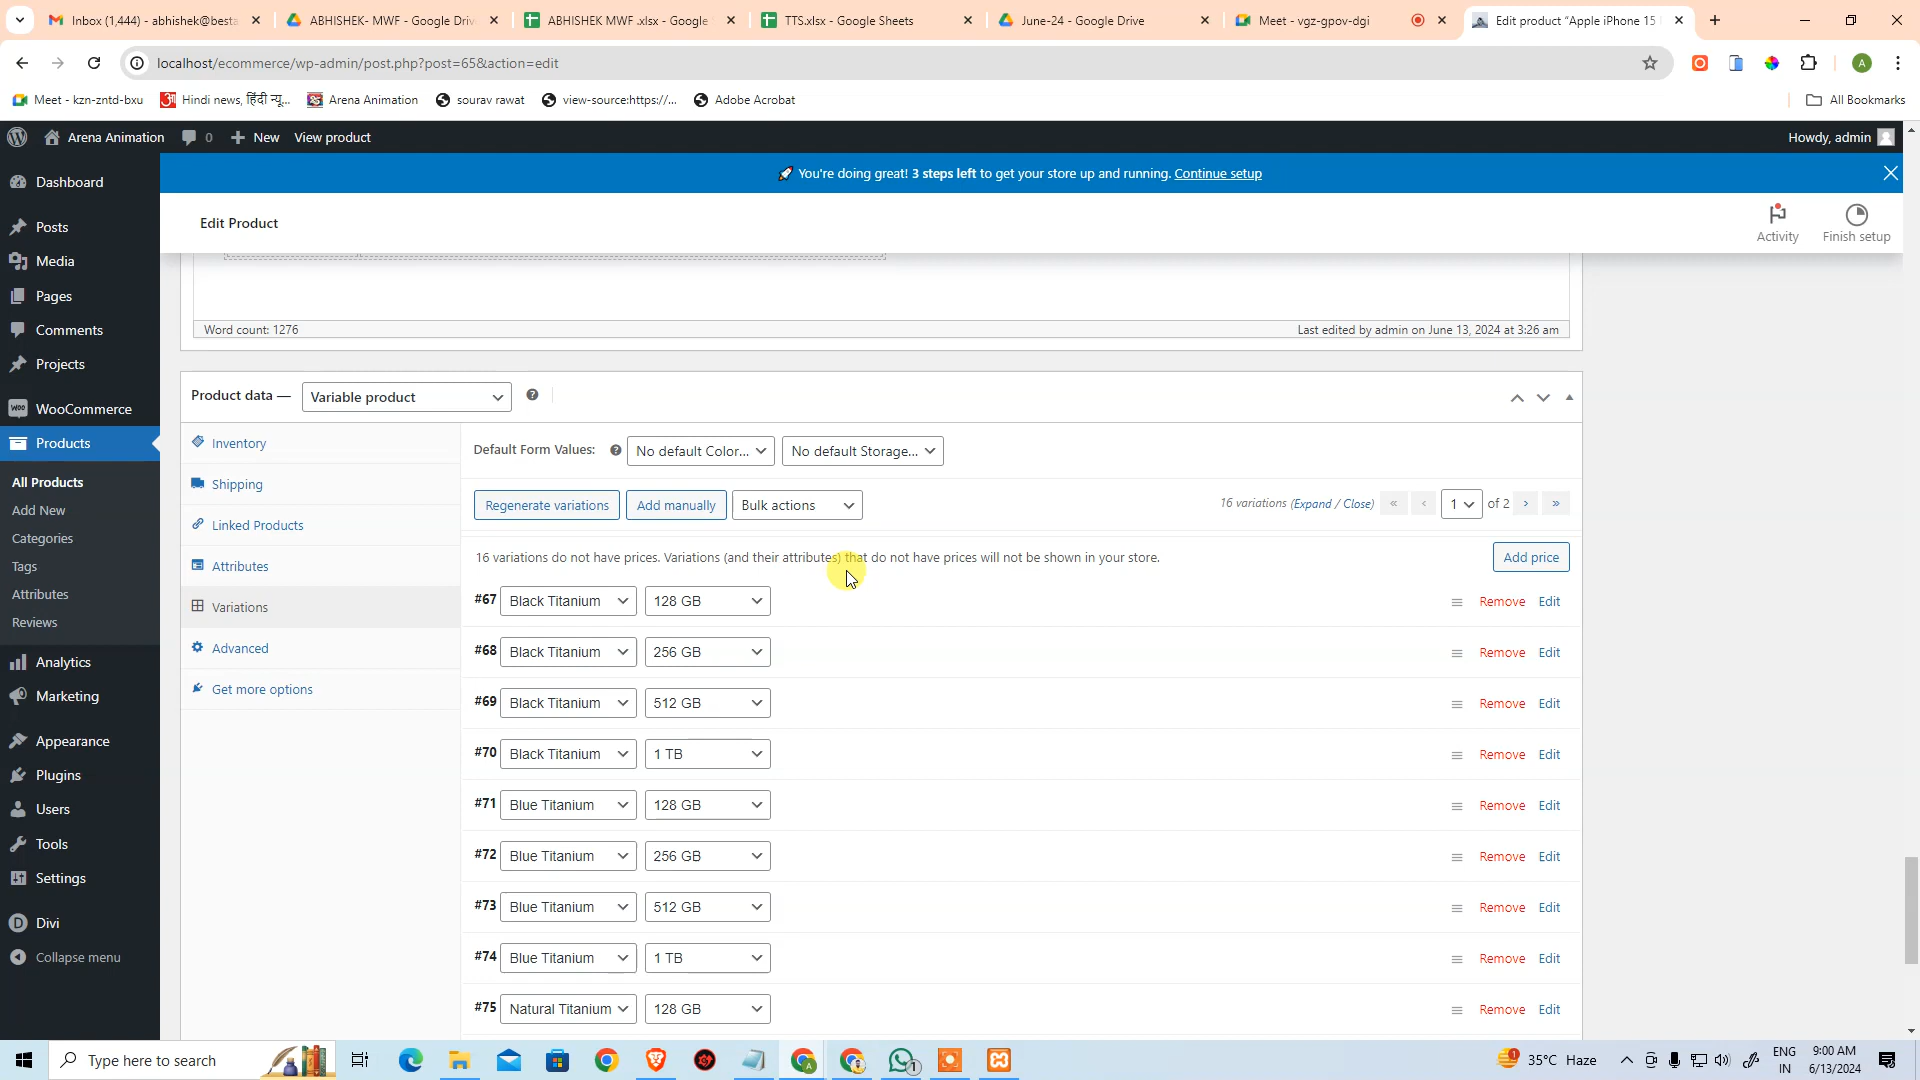 Inbox (1,444) - abhishek@besta
ABHISHEK- MWF - Google Driv
ABHISHEK MWF .xlsx - Google
TTS.xlsx - Google Sheets
June-24 - Google Drive
Meet - vgz-gpov-dgi
Edit product "Apple iPhone 15
localhost/ecommerce/wp-admin/post.php?post=65&action=edit
A
Meet - kzn-zntd-bxu
Hindi news, हिंदी न्यू...
Arena Animation
sourav rawat
view-source:https://...
Adobe Acrobat
All Bookmarks
Arena Animation
0
New
View product
Howdy, admin
You're doing great! 3 steps left to get your store up and running. Continue setup
Edit Product
Activity
Finish setup
Dashboard
Posts
Media
Pages
Comments
Projects
WooCommerce
Products
All Products
Add New
Categories
Tags
Attributes
Reviews
Analytics
Marketing
Appearance
Plugins
Users
Tools
Settings
Divi
Collapse menu
Word count: 1276
Last edited by admin on June 13, 2024 at 3:26 am
Product data —
Variable product
Inventory
Shipping
Linked Products
Attributes
Variations
Advanced
Get more options
Default Form Values:
No default Color...
No default Storage...
Regenerate variations
Add manually
Bulk actions
16 variations (Expand / Close)
«
‹
1
of 2
›
»
16 variations do not have prices. Variations (and their attributes) that do not have prices will not be shown in your store.
Add price
#67 Black Titanium 128 GB Remove Edit
#68 Black Titanium 256 GB Remove Edit
#69 Black Titanium 512 GB Remove Edit
#70 Black Titanium 1 TB Remove Edit
#71 Blue Titanium 128 GB Remove Edit
#72 Blue Titanium 256 GB Remove Edit
#73 Blue Titanium 512 GB Remove Edit
#74 Blue Titanium 1 TB Remove Edit
#75 Natural Titanium 128 GB Remove Edit
Type here to search
35°C Haze
ENG
IN
9:00 AM
6/13/2024